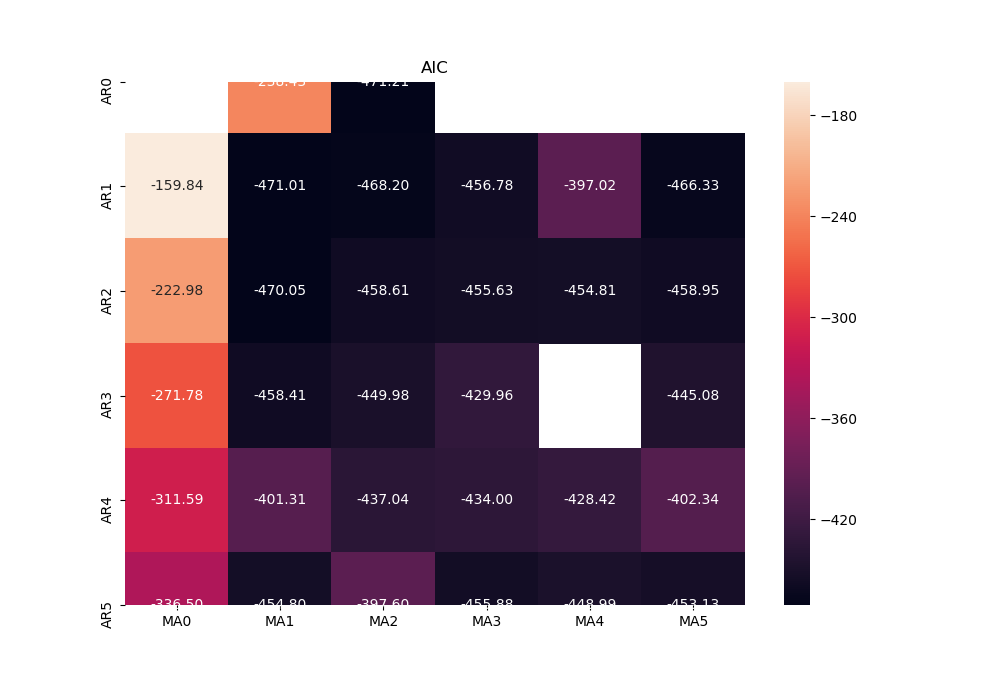 AIC
AR0
-471.21
-180
AR1 -159.84 -471.01 -468.20 -456.78 -397.02 -466.33
−240
AR2 -222.98 -470.05 -458.61 -455.63 -454.81 -458.95
−300
AR3 -271.78 -458.41 -449.98 -429.96 -445.08
−360
AR4 -311.59 -401.31 -437.04 -434.00 -428.42 -402.34
−420
AR5 -336.50 -454.80 -397.60 -455.88 -448.99 -453.13
MA0 MA1 MA2 MA3 MA4 MA5